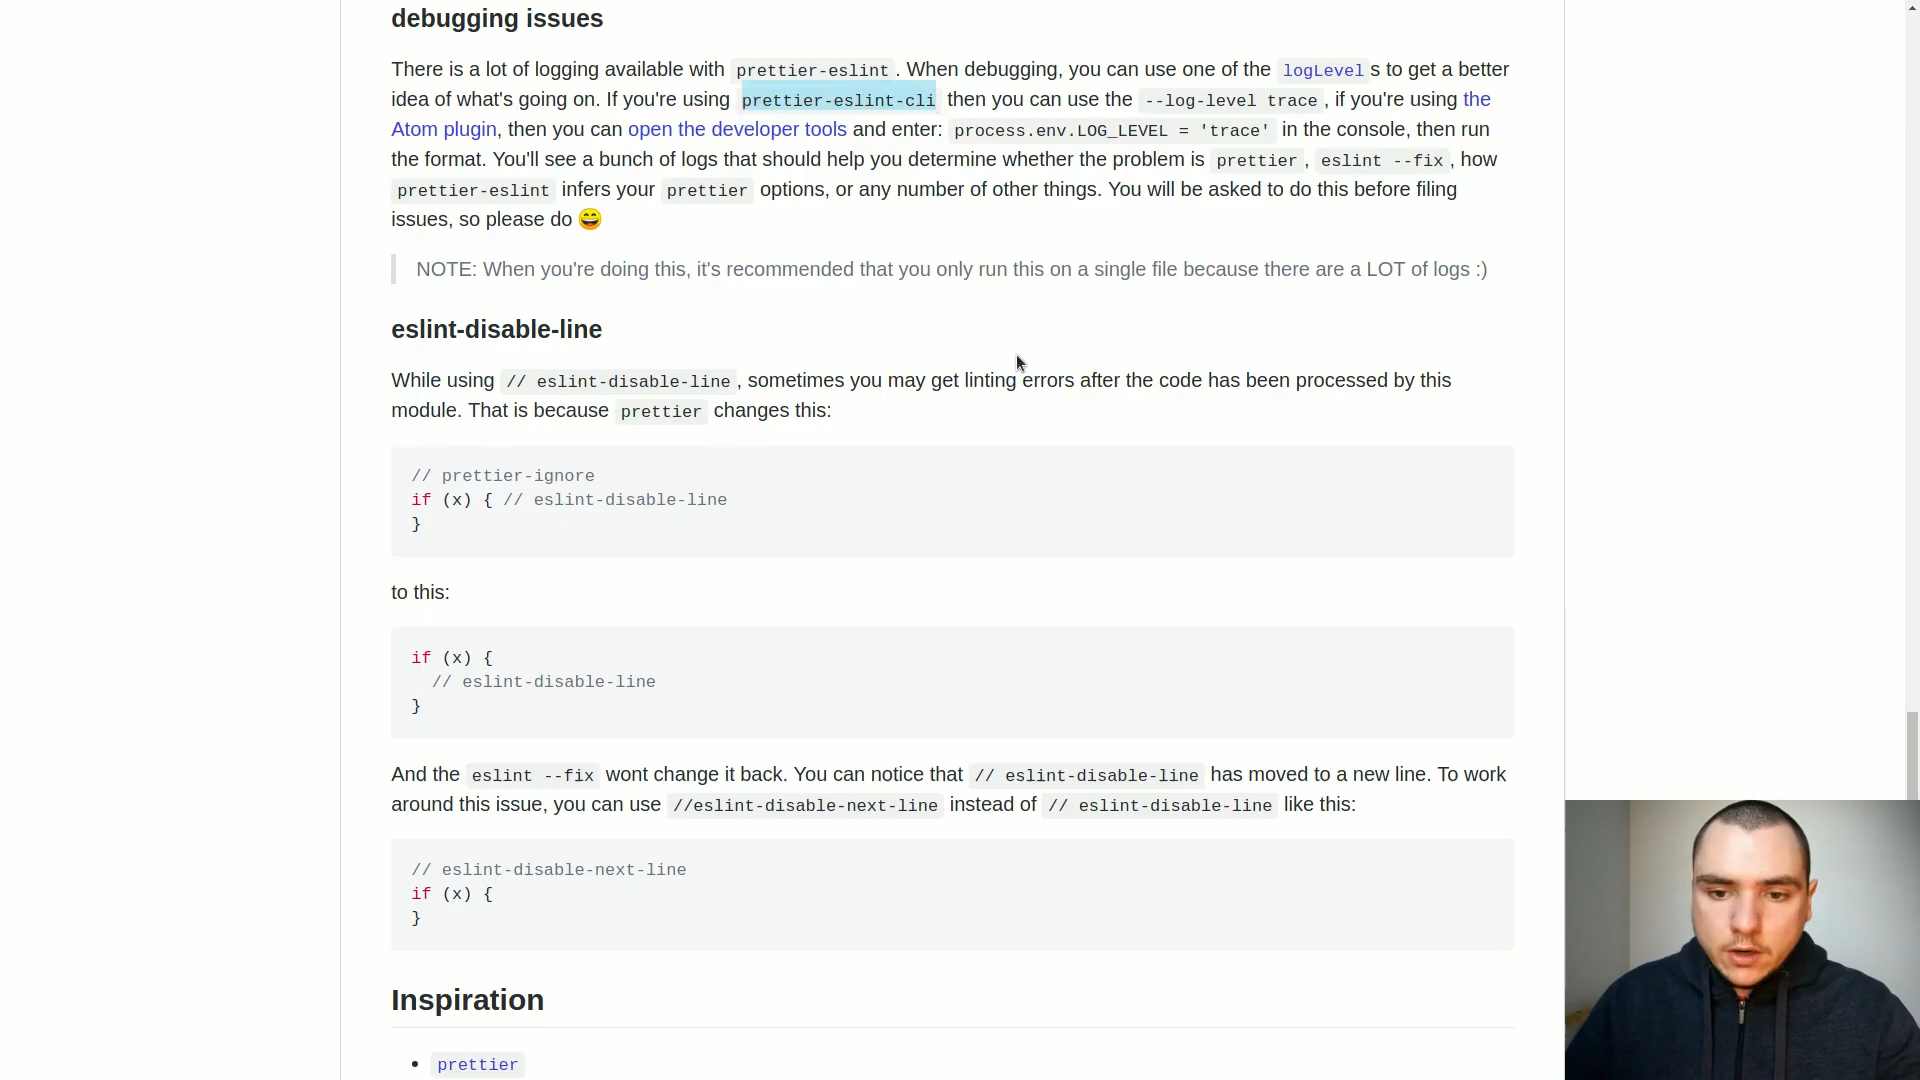 debugging issues
There is a lot of logging available with prettier-eslint. When debugging, you can use one of the logLevels to get a better
idea of what's going on. If you're using prettier-eslint-cli then you can use the --log-level trace, if you're using the
Atom plugin, then you can open the developer tools and enter: process.env.LOG_LEVEL = 'trace' in the console, then run
the format. You'll see a bunch of logs that should help you determine whether the problem is prettier, eslint --fix, how
prettier-eslint infers your prettier options, or any number of other things. You will be asked to do this before filing
issues, so please do 😄
NOTE: When you're doing this, it's recommended that you only run this on a single file because there are a LOT of logs :)
eslint-disable-line
While using // eslint-disable-line, sometimes you may get linting errors after the code has been processed by this
module. That is because prettier changes this:
// prettier-ignore
if (x) { // eslint-disable-line
}
to this:
if (x) {
  // eslint-disable-line
}
And the eslint --fix wont change it back. You can notice that // eslint-disable-line has moved to a new line. To work
around this issue, you can use //eslint-disable-next-line instead of // eslint-disable-line like this:
// eslint-disable-next-line
if (x) {
}
Inspiration
• prettier